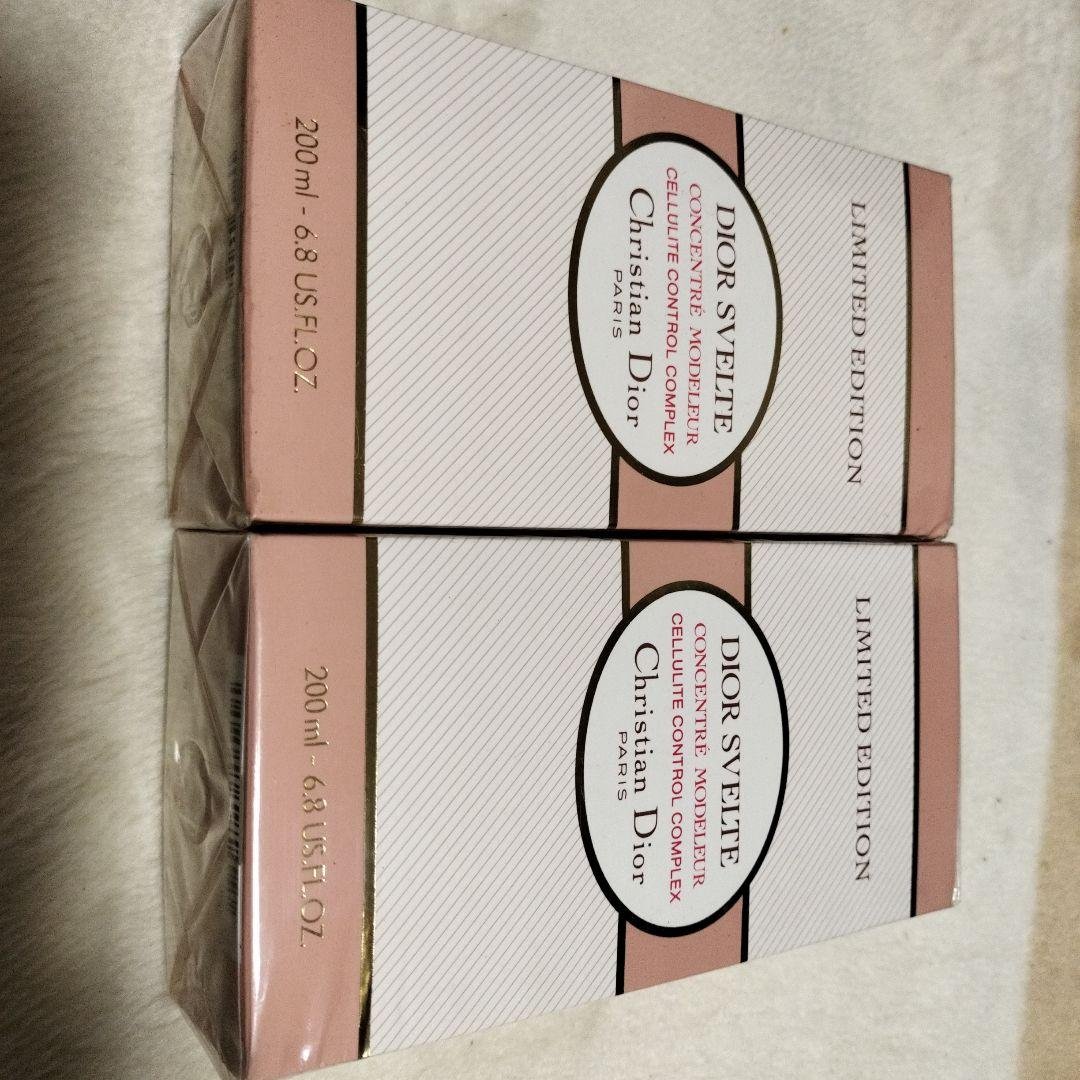 LIMITED EDITION
DIOR SVELTE
CONCENTRÉ MODELEUR
CELLULITE CONTROL COMPLEX
Christian Dior
PARIS
200 ml - 6.8 US.FL.OZ.
LIMITED EDITION
DIOR SVELTE
CONCENTRÉ MODELEUR
CELLULITE CONTROL COMPLEX
Christian Dior
PARIS
200 ml - 6.8 US.FL.OZ.